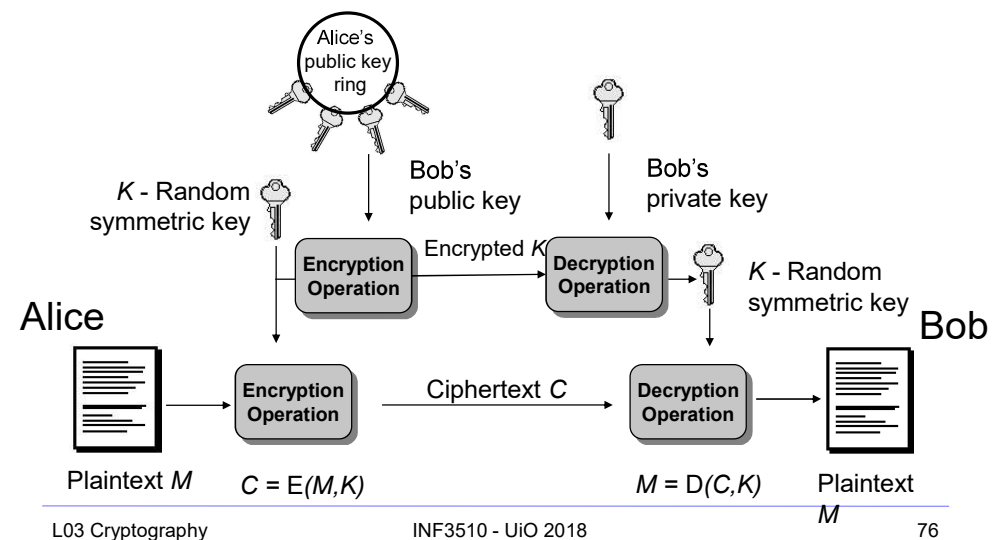 Alice's
public key
ring
Bob's
public key
Bob's
private key
K - Random
symmetric key
Encryption
Operation
Encrypted K
Decryption
Operation
K - Random
symmetric key
Alice
Bob
Encryption
Operation
Ciphertext C
Decryption
Operation
Plaintext M
C = E(M,K)
M = D(C,K)
Plaintext
M
L03 Cryptography
INF3510 - UiO 2018
76